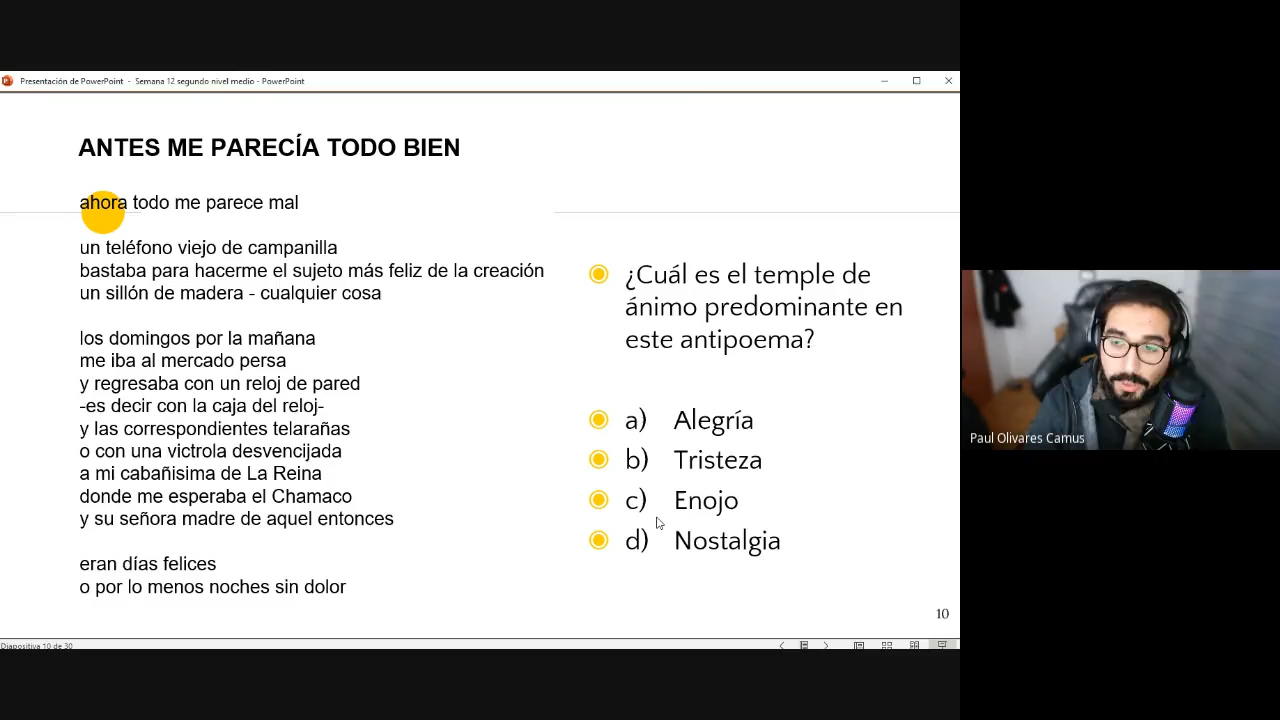 Presentación de PowerPoint - Semana 12 segundo nivel medio - PowerPoint
ANTES ME PARECÍA TODO BIEN
ahora todo me parece mal
un teléfono viejo de campanilla
bastaba para hacerme el sujeto más feliz de la creación
un sillón de madera - cualquier cosa
los domingos por la mañana
me iba al mercado persa
y regresaba con un reloj de pared
-es decir con la caja del reloj-
y las correspondientes telarañas
o con una victrola desvencijada
a mi cabañisima de La Reina
donde me esperaba el Chamaco
y su señora madre de aquel entonces
eran días felices
o por lo menos noches sin dolor
¿Cuál es el temple de
ánimo predominante en
este antipoema?
a) Alegría
b) Tristeza
c) Enojo
d) Nostalgia
10
Diapositiva 10 de 30
Paul Olivares Camus